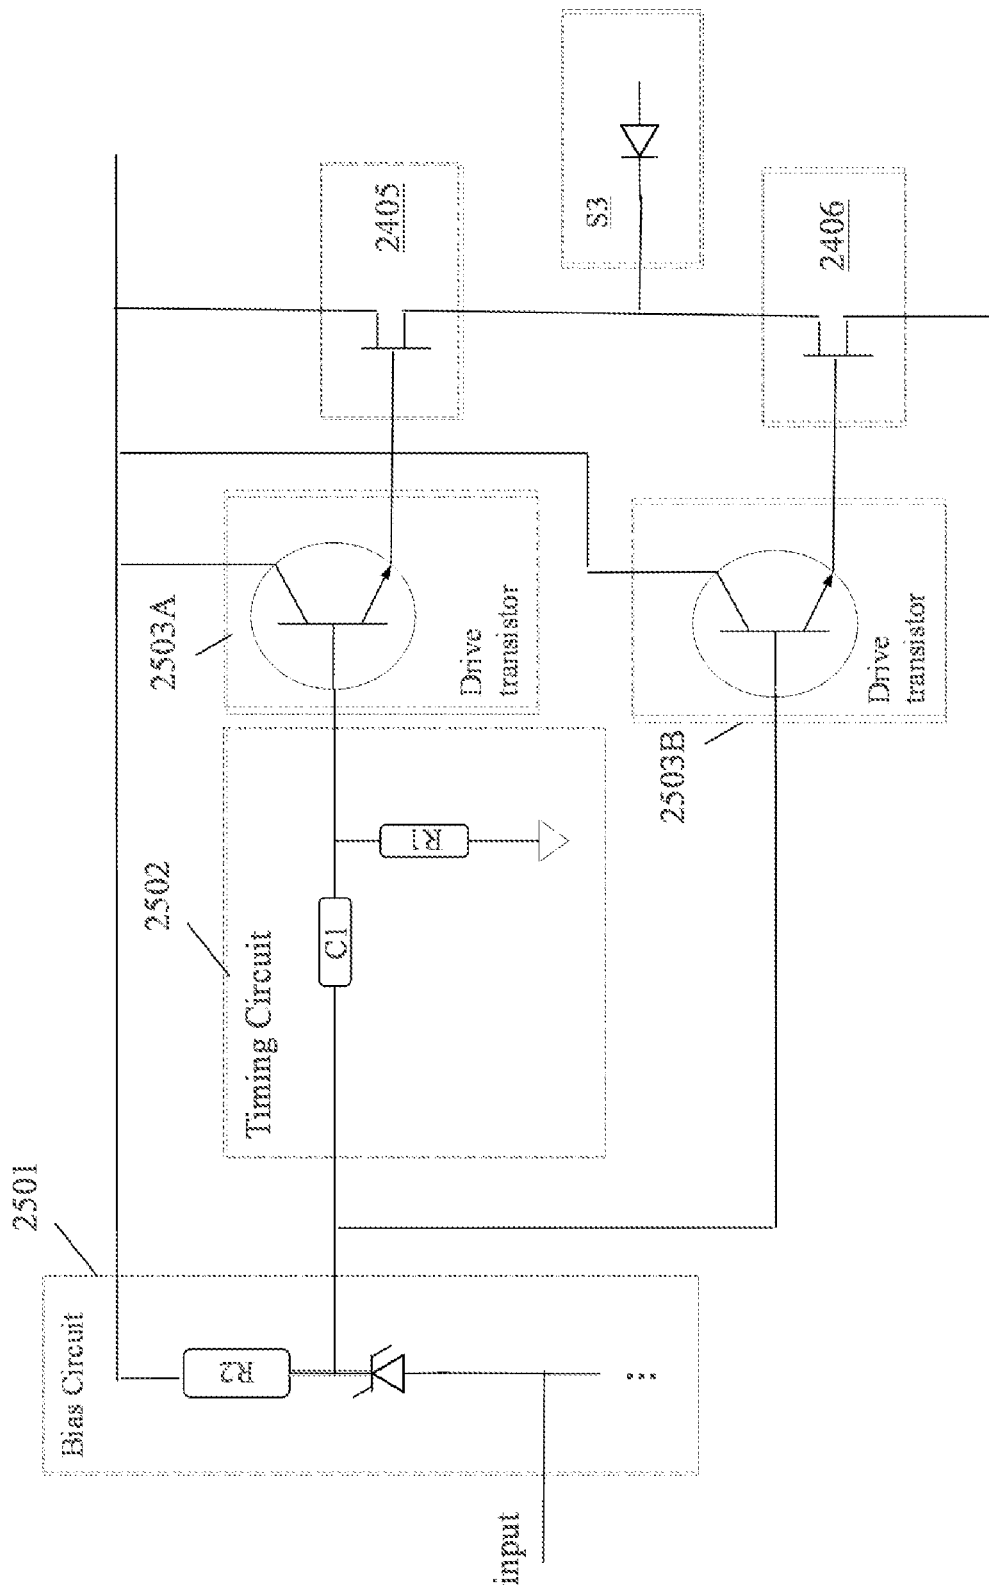 2501
Bias Circuit
R2
...
input
2502
Timing Circuit
C1
R1
2503A
Drive
transistor
2503B
Drive
transistor
2405
S3
2406